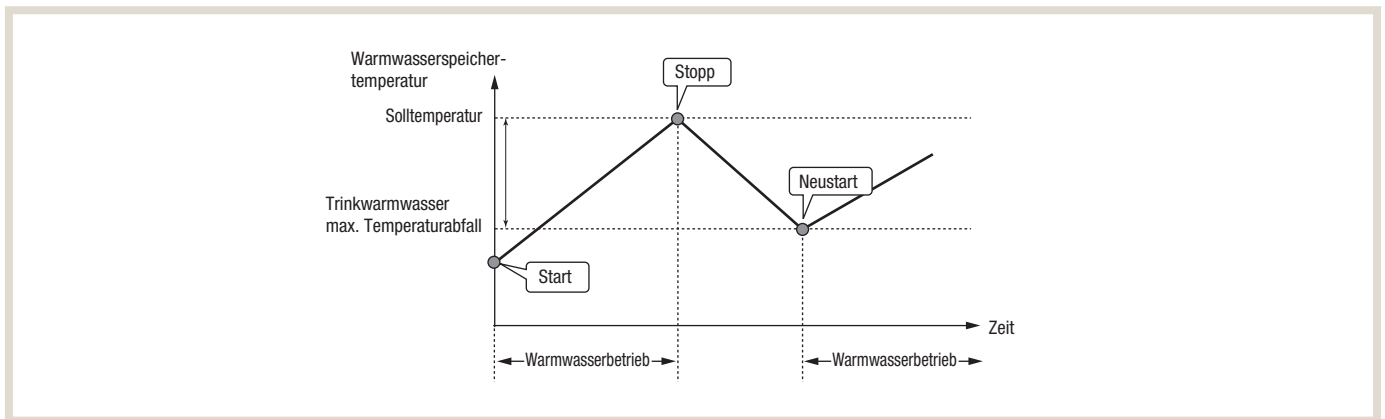 Warmwasserspeicher-
temperatur
Stopp
Solltemperatur
Neustart
Trinkwarmwasser
max. Temperaturabfall
Start
Zeit
Warmwasserbetrieb
Warmwasserbetrieb